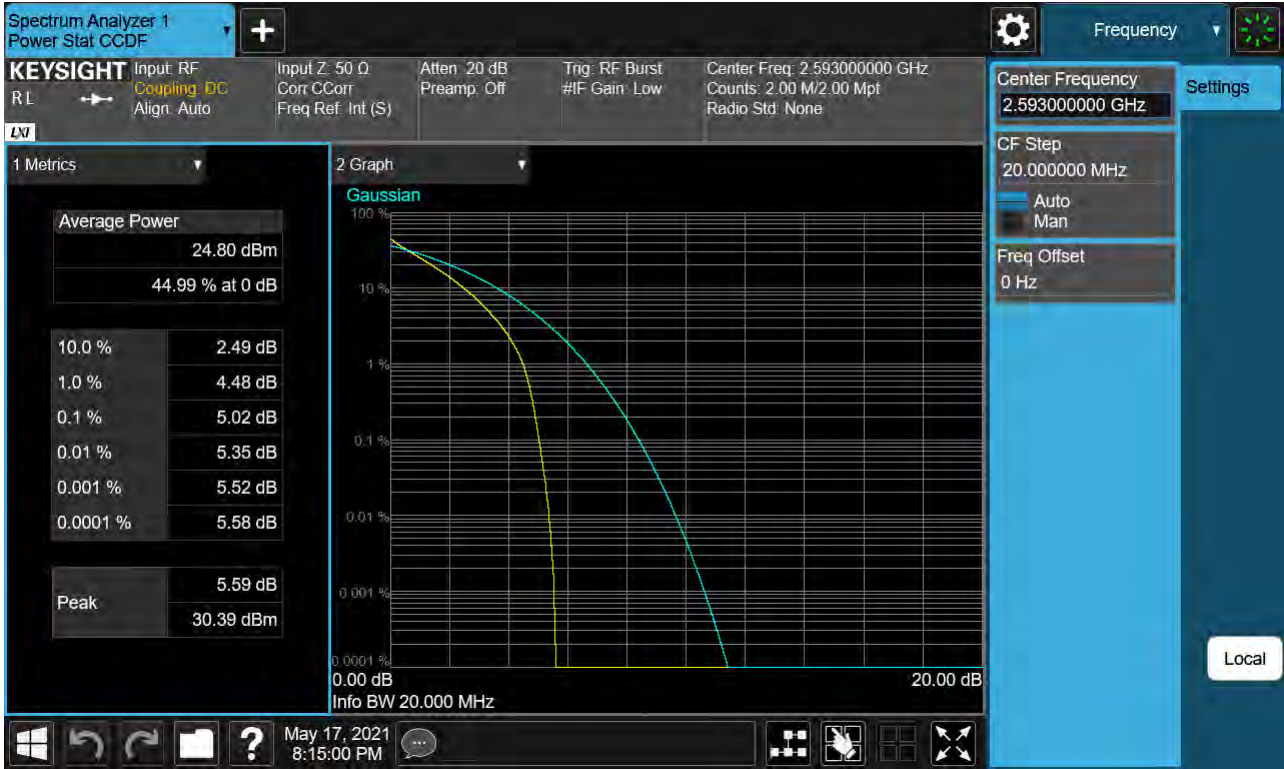 Spectrum Analyzer 1
Power Stat CCDF
Frequency
KEYSIGHT
R L
LXI
Input: RF
Coupling: DC
Align: Auto
Input Z: 50 Ω
Corr CCorr
Freq Ref: Int (S)
Atten: 20 dB
Preamp: Off
Trig: RF Burst
#IF Gain: Low
Center Freq: 2.593000000 GHz
Counts: 2.00 M/2.00 Mpt
Radio Std: None
Center Frequency
2.593000000 GHz
Settings
CF Step
20.000000 MHz
Auto
Man
Freq Offset
0 Hz
1 Metrics
Average Power
24.80 dBm
44.99 % at 0 dB
10.0 % 2.49 dB
1.0 % 4.48 dB
0.1 % 5.02 dB
0.01 % 5.35 dB
0.001 % 5.52 dB
0.0001 % 5.58 dB
Peak
5.59 dB
30.39 dBm
2 Graph
Gaussian
100 %
10 %
1 %
0.1 %
0.01 %
0.001 %
0.0001 %
0.00 dB 20.00 dB
Info BW 20.000 MHz
Local
?
May 17, 2021
8:15:00 PM